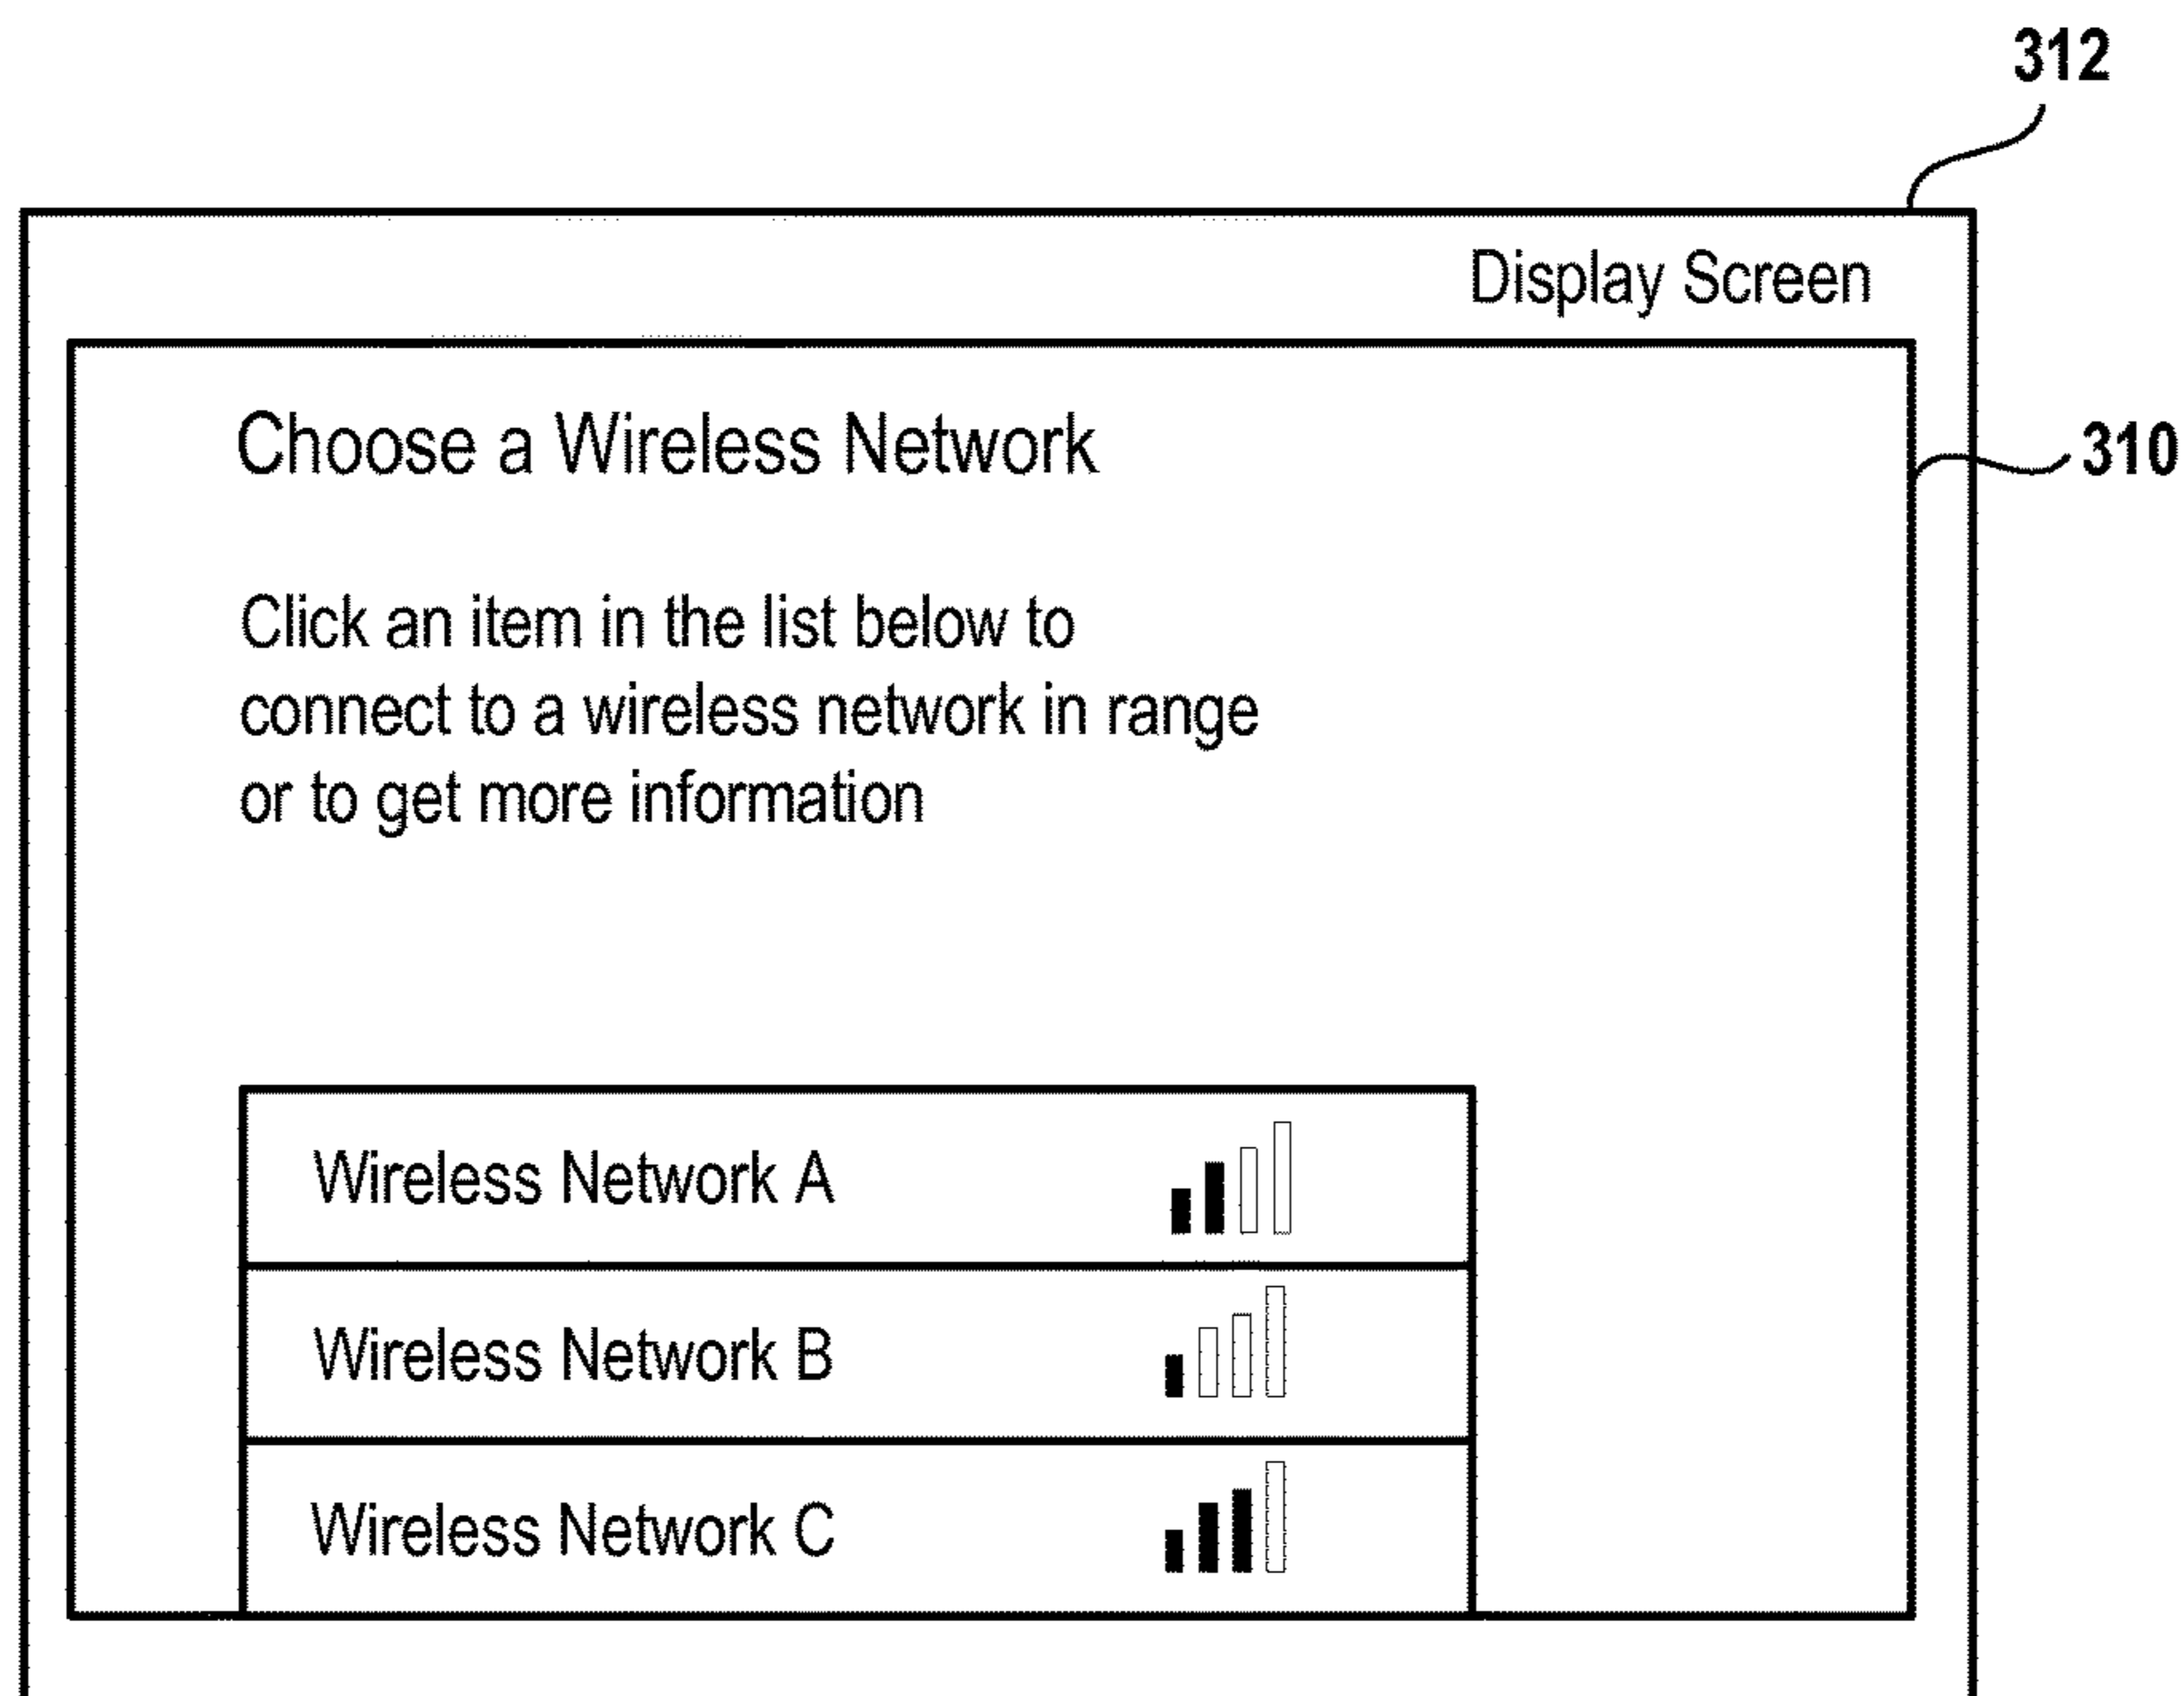 312
Display Screen
Choose a Wireless Network
310
Click an item in the list below to
connect to a wireless network in range
or to get more information
Wireless Network A
Wireless Network B
Wireless Network C